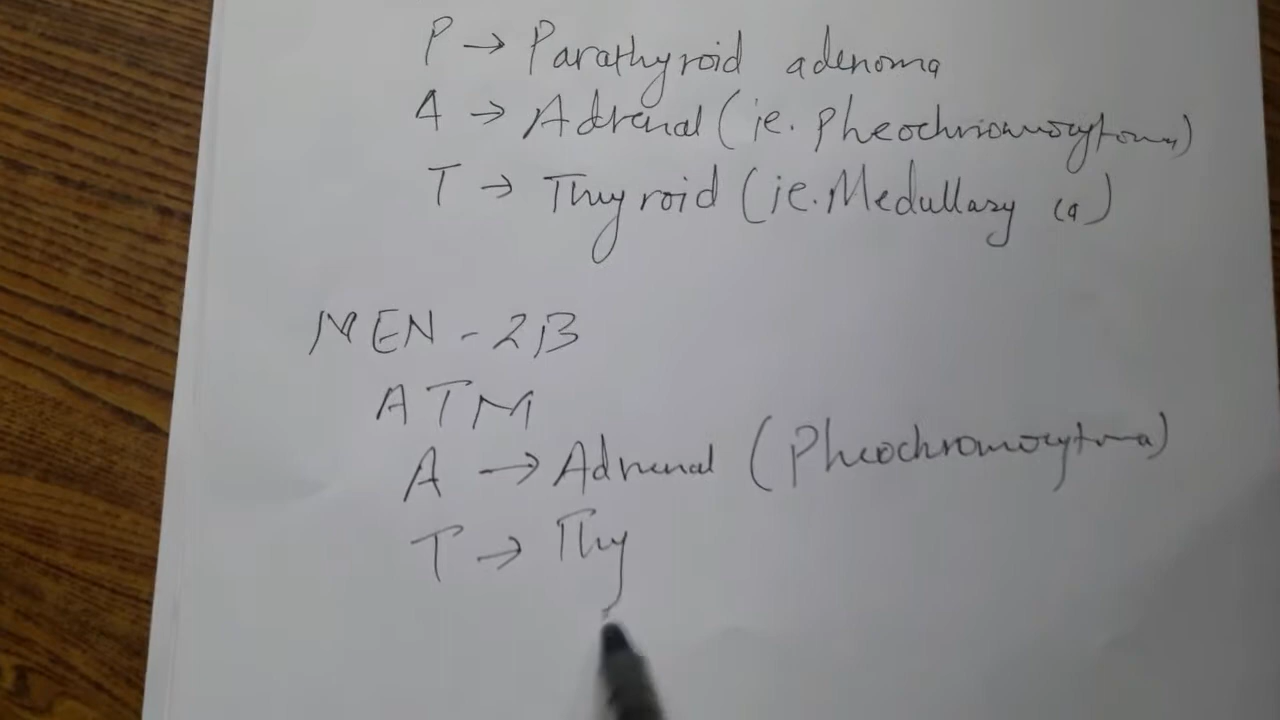 P → Parathyroid adenoma
A → Adrenal (ie. Pheochromocytoma)
T → Thyroid (ie. Medullary ca)
MEN - 2B
ATM
A → Adrenal (Pheochromocytoma)
T → Thy